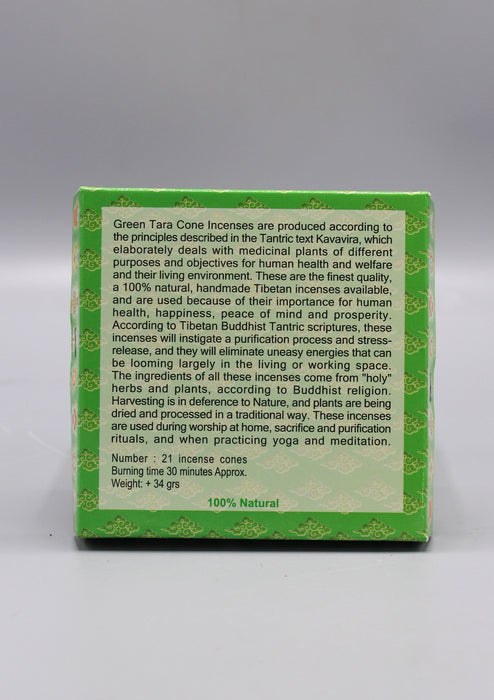 Green Tara Cone Incenses are produced according to
the principles described in the Tantric text Kavavira, which
elaborately deals with medicinal plants of different
purposes and objectives for human health and welfare
and their living environment. These are the finest quality,
a 100% natural, handmade Tibetan incenses available,
and are used because of their importance for human
health, happiness, peace of mind and prosperity.
According to Tibetan Buddhist Tantric scriptures, these
incenses will instigate a purification process and stress-
release, and they will eliminate uneasy energies that can
be looming largely in the living or working space.
The ingredients of all these incenses come from "holy"
herbs and plants, according to Buddhist religion.
Harvesting is in deference to Nature, and plants are being
dried and processed in a traditional way. These incenses
are used during worship at home, sacrifice and purification
rituals, and when practicing yoga and meditation.
Number : 21 incense cones
Burning time 30 minutes Approx.
Weight: + 34 grs
100% Natural